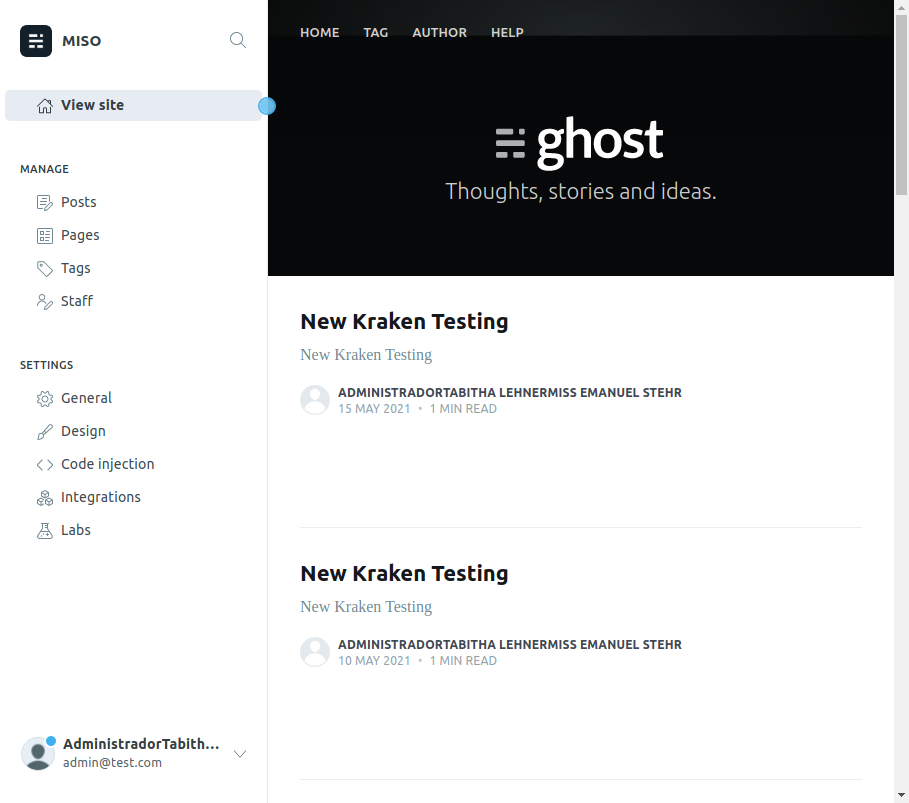 MISO
View site
MANAGE
Posts
Pages
Tags
Staff
SETTINGS
General
Design
Code injection
Integrations
Labs
AdministradorTabith...
admin@test.com
HOME TAG AUTHOR HELP
ghost
Thoughts, stories and ideas.
New Kraken Testing
New Kraken Testing
ADMINISTRADORTABITHA LEHNERMISS EMANUEL STEHR
15 MAY 2021 • 1 MIN READ
New Kraken Testing
New Kraken Testing
ADMINISTRADORTABITHA LEHNERMISS EMANUEL STEHR
10 MAY 2021 • 1 MIN READ